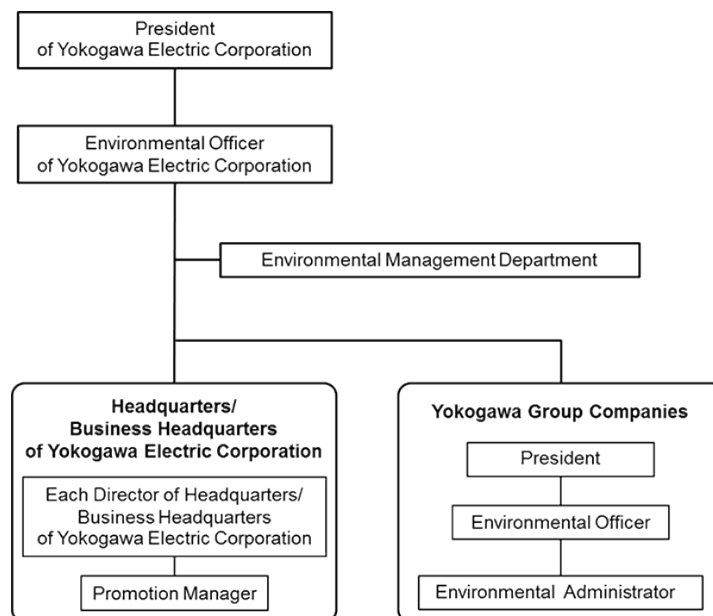 President
of Yokogawa Electric Corporation
Environmental Officer
of Yokogawa Electric Corporation
Environmental Management Department
Headquarters/
Business Headquarters
of Yokogawa Electric Corporation
Each Director of Headquarters/
Business Headquarters
of Yokogawa Electric Corporation
Promotion Manager
Yokogawa Group Companies
President
Environmental Officer
Environmental Administrator